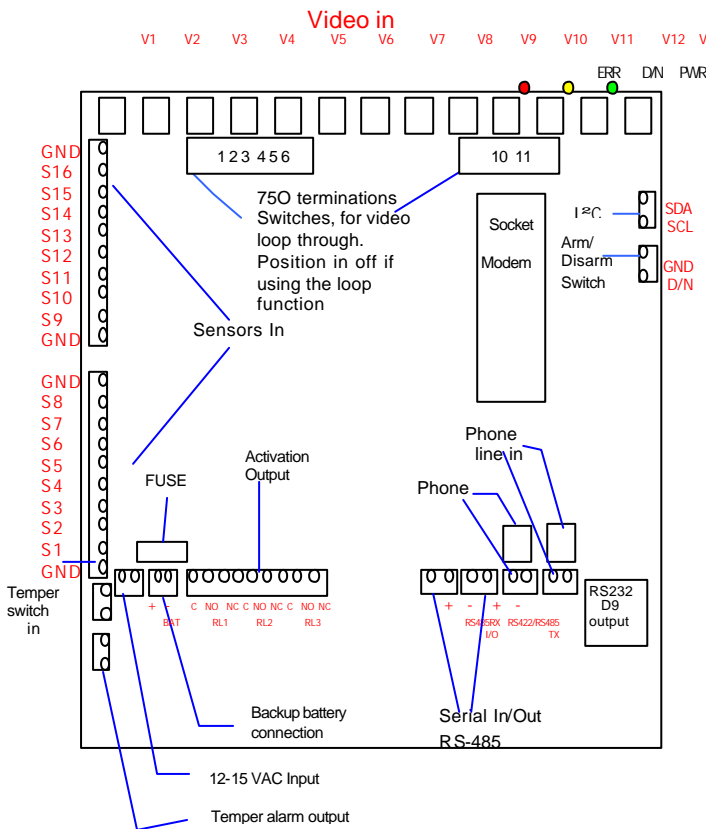 Video in
V1 V2 V3 V4 V5 V6 V7 V8 V9 V10 V11 V12 V
ERR D/N PWR
GND
S16
S15
S14
S13
S12
S11
S10
S9
GND
1 2 3 4 5 6
10 11
75O terminations
Switches, for video
loop through.
Position in off if
using the loop
function
Socket
Modem
I²C
SDA
SCL
Arm/
Disarm
Switch
GND
D/N
Sensors In
GND
S8
S7
S6
S5
S4
S3
S2
S1
GND
FUSE
Activation
Output
Phone
line in
Phone
Temper
switch
in
+ -
BAT
C NO NC C NO NC C NO NC
RL1 RL2 RL3
+ - + -
RS485RX RS422/RS485
I/O TX
RS232
D9
output
Backup battery
connection
Serial In/Out
RS-485
12-15 VAC Input
Temper alarm output